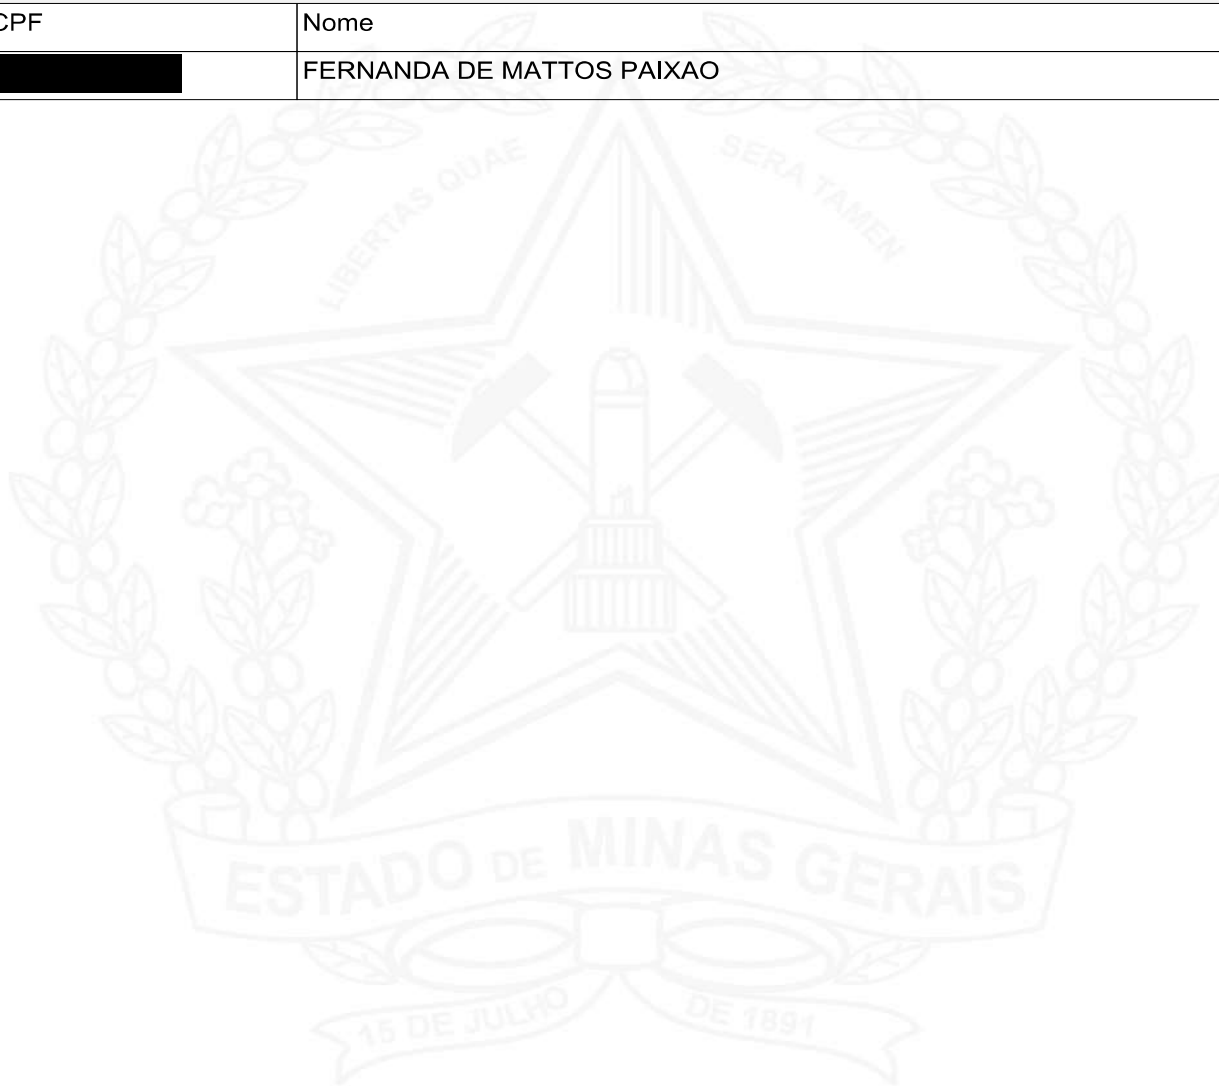 CPF
Nome
FERNANDA DE MATTOS PAIXAO
LIBERTAS QUAE SERA TAMEN
ESTADO DE MINAS GERAIS
15 DE JULHO DE 1891